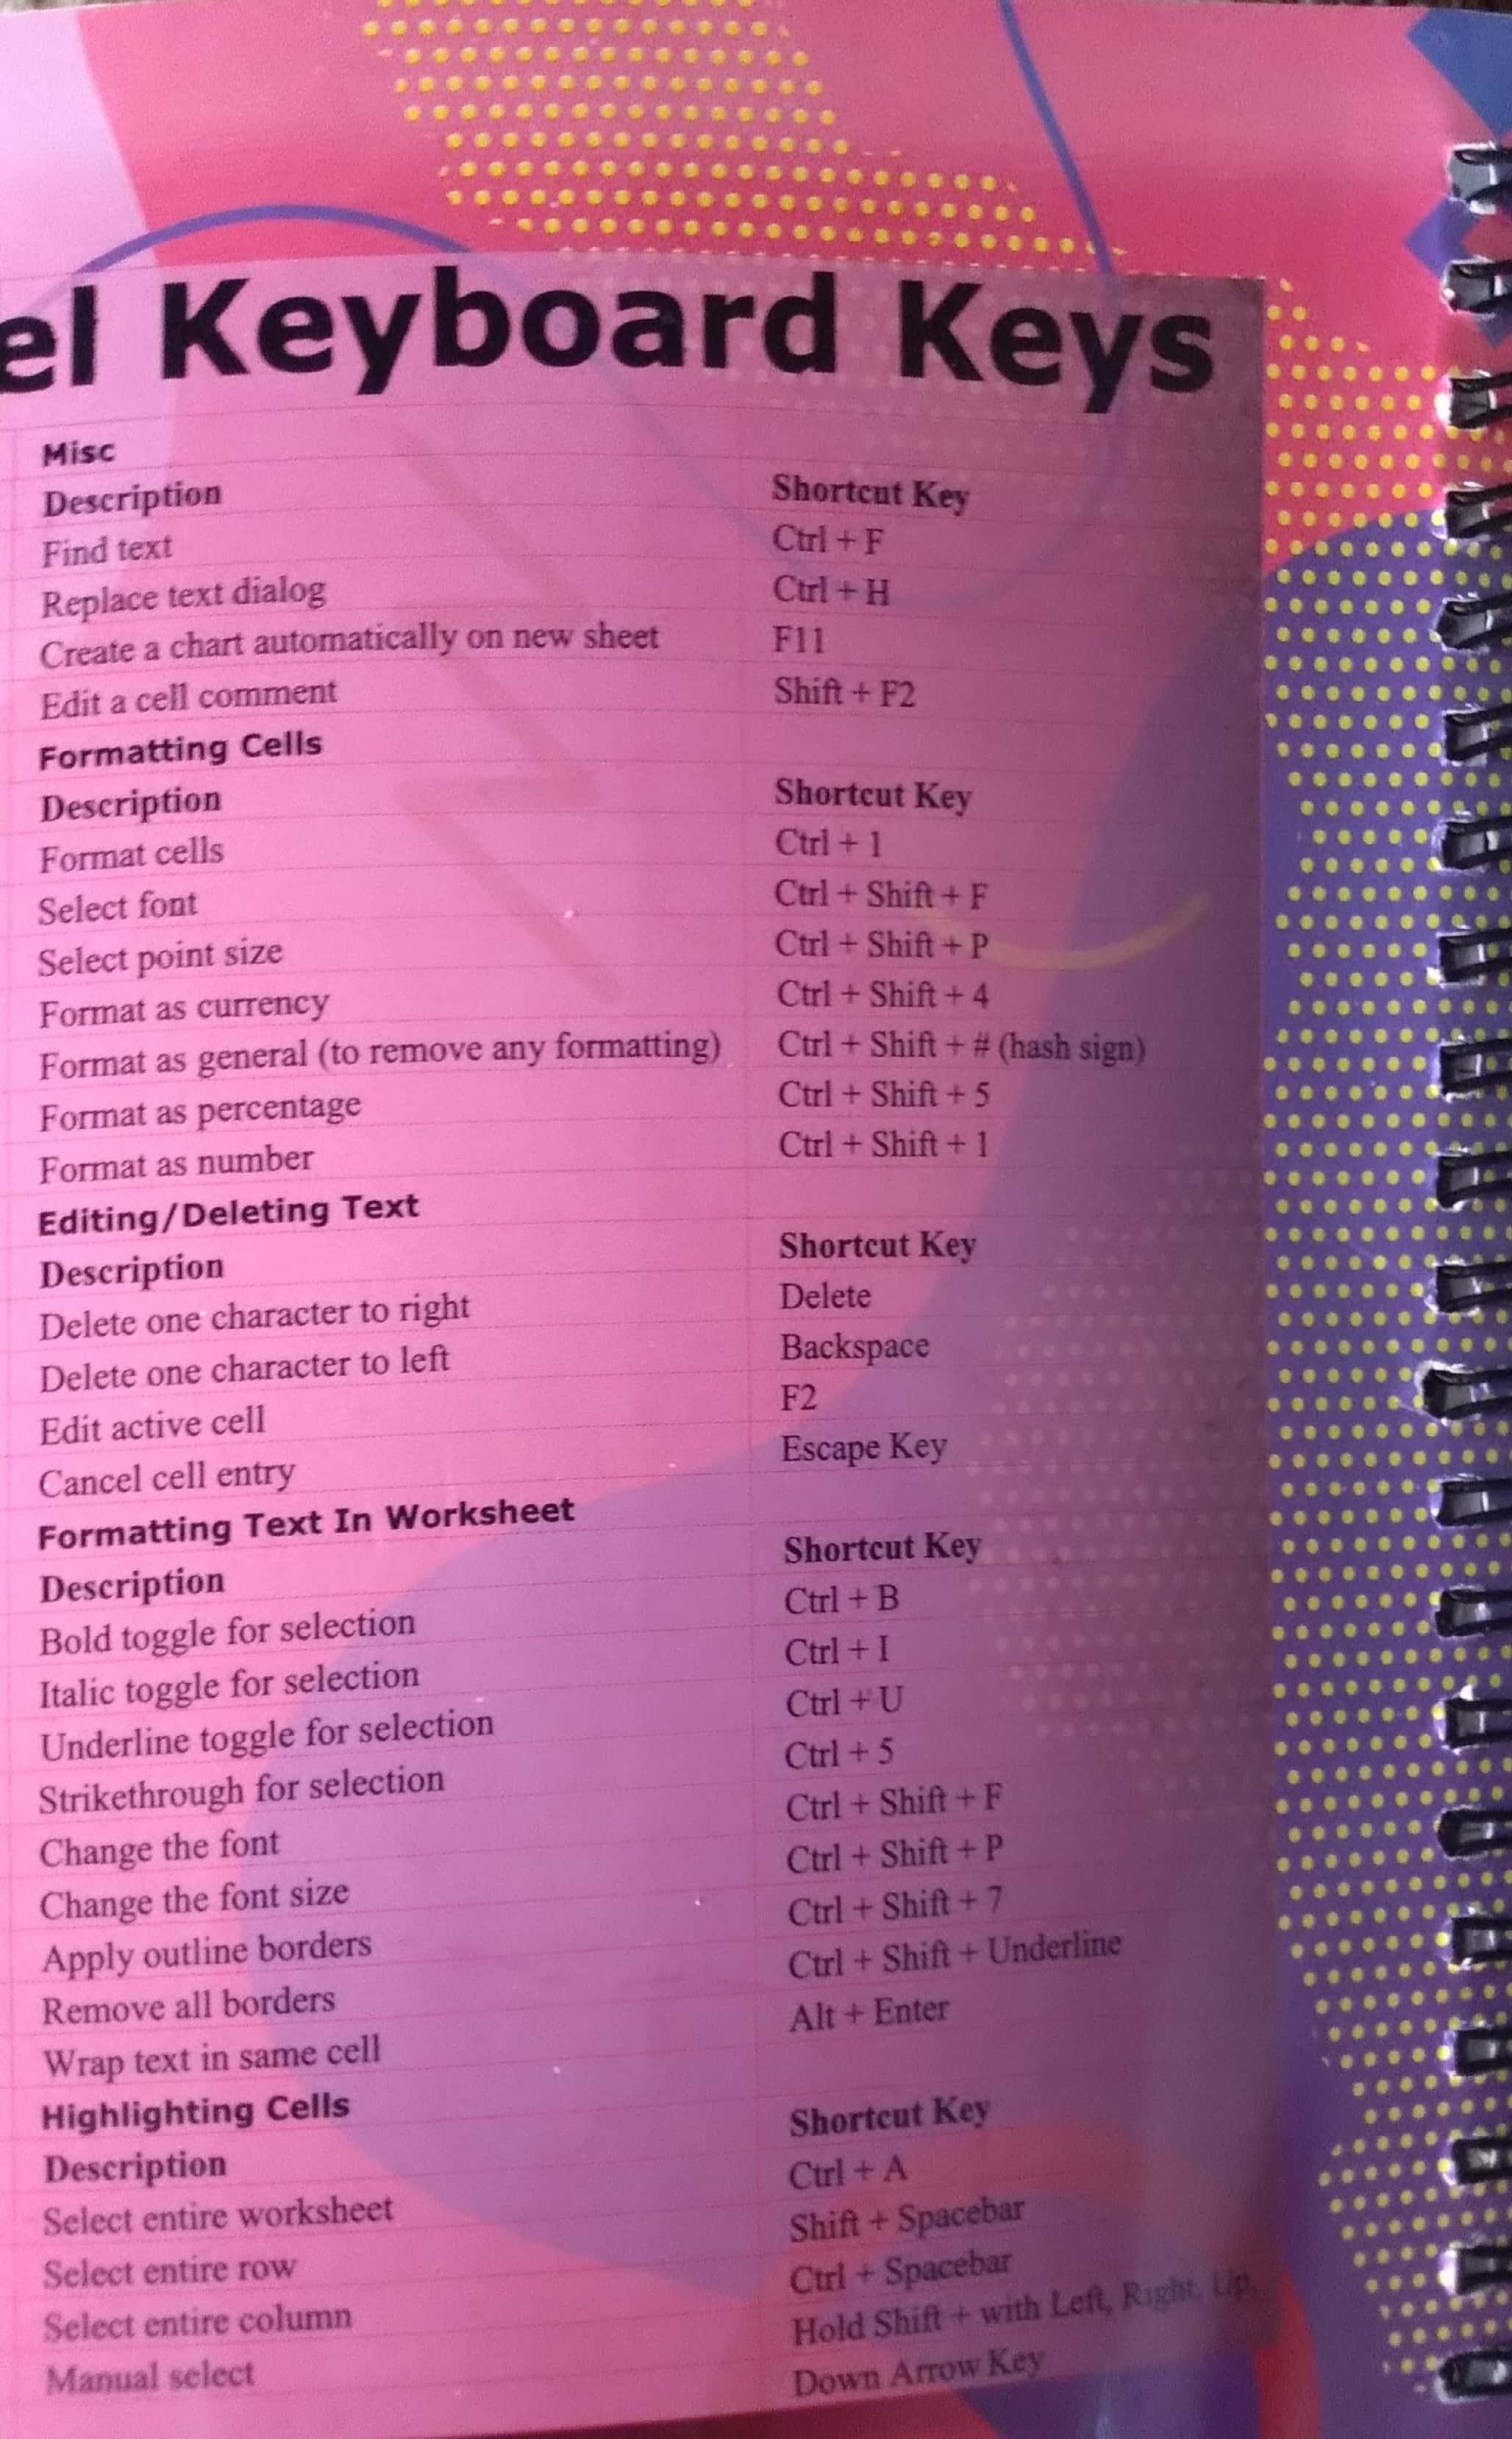 el Keyboard Keys
Misc
Description Shortcut Key
Find text Ctrl + F
Replace text dialog Ctrl + H
Create a chart automatically on new sheet F11
Edit a cell comment Shift + F2
Formatting Cells
Description Shortcut Key
Format cells Ctrl + 1
Select font Ctrl + Shift + F
Select point size Ctrl + Shift + P
Format as currency Ctrl + Shift + 4
Format as general (to remove any formatting) Ctrl + Shift + # (hash sign)
Format as percentage Ctrl + Shift + 5
Format as number Ctrl + Shift + 1
Editing/Deleting Text
Description Shortcut Key
Delete one character to right Delete
Delete one character to left Backspace
Edit active cell F2
Cancel cell entry Escape Key
Formatting Text In Worksheet
Description Shortcut Key
Bold toggle for selection Ctrl + B
Italic toggle for selection Ctrl + I
Underline toggle for selection Ctrl + U
Strikethrough for selection Ctrl + 5
Change the font Ctrl + Shift + F
Change the font size Ctrl + Shift + P
Apply outline borders Ctrl + Shift + 7
Remove all borders Ctrl + Shift + Underline
Wrap text in same cell Alt + Enter
Highlighting Cells
Description Shortcut Key
Select entire worksheet Ctrl + A
Select entire row Shift + Spacebar
Select entire column Ctrl + Spacebar
Manual select Hold Shift + with Left, Right, Up,
Down Arrow Key